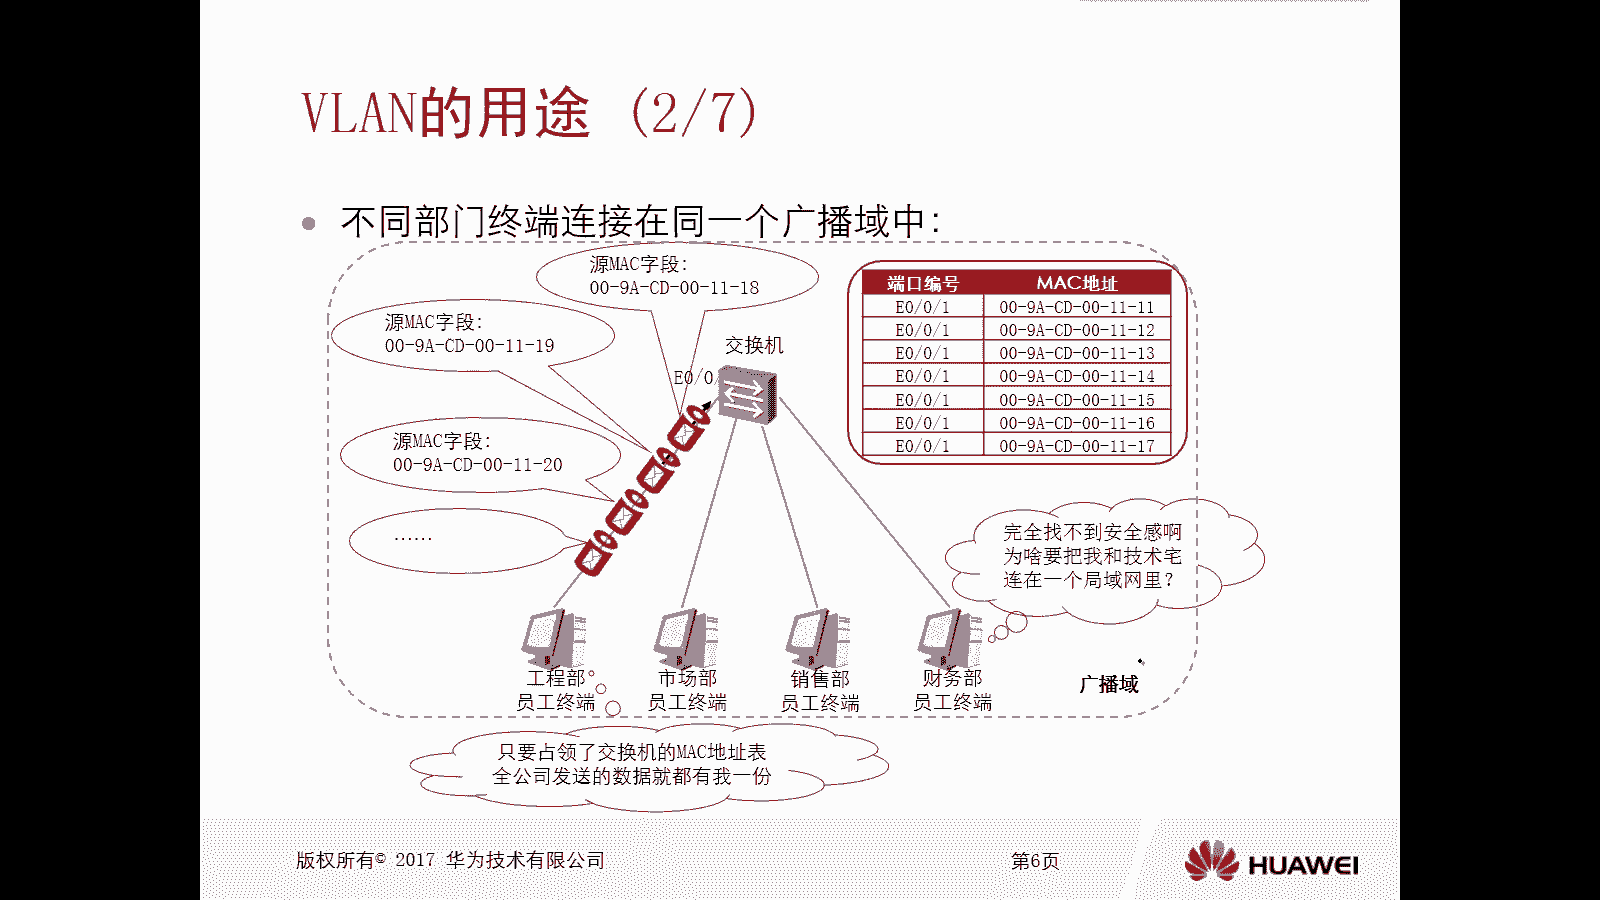 VLAN的用途 (2/7)
不同部门终端连接在同一个广播域中：
源MAC字段：
00-9A-CD-00-11-18
源MAC字段：
00-9A-CD-00-11-19
源MAC字段：
00-9A-CD-00-11-20
……
交换机
E0/0/
端口编号 MAC地址
E0/0/1 00-9A-CD-00-11-11
E0/0/1 00-9A-CD-00-11-12
E0/0/1 00-9A-CD-00-11-13
E0/0/1 00-9A-CD-00-11-14
E0/0/1 00-9A-CD-00-11-15
E0/0/1 00-9A-CD-00-11-16
E0/0/1 00-9A-CD-00-11-17
完全找不到安全感啊
为啥要把我和技术宅
连在一个局域网里？
工程部
员工终端
市场部
员工终端
销售部
员工终端
财务部
员工终端
广播域
只要占领了交换机的MAC地址表
全公司发送的数据就都有我一份
版权所有© 2017 华为技术有限公司
第6页
HUAWEI